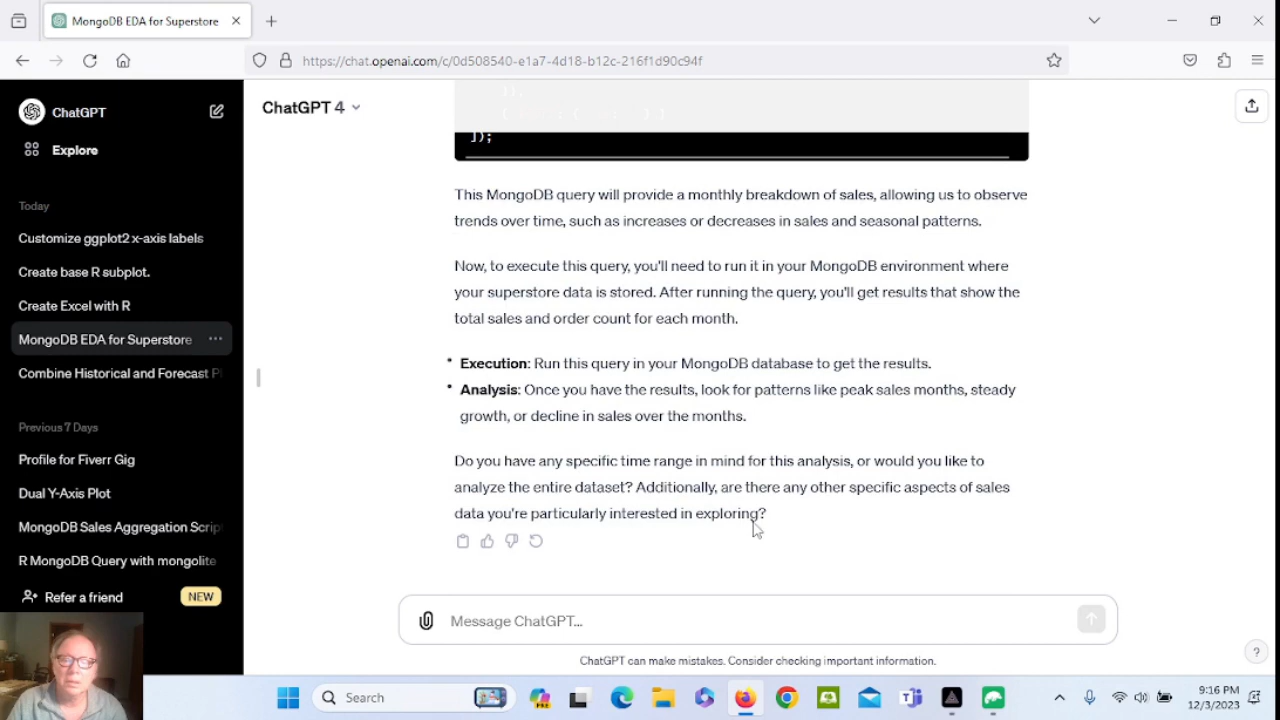 MongoDB EDA for Superstore
https://chat.openai.com/c/0d508540-e1a7-4d18-b12c-216f1d90c94f
ChatGPT
Explore
Today
Customize ggplot2 x-axis labels
Create base R subplot.
Create Excel with R
MongoDB EDA for Superstore
Combine Historical and Forecast P
Previous 7 Days
Profile for Fiverr Gig
Dual Y-Axis Plot
MongoDB Sales Aggregation Scrip
R MongoDB Query with mongolite
Refer a friend NEW
ChatGPT 4
]);
This MongoDB query will provide a monthly breakdown of sales, allowing us to observe
trends over time, such as increases or decreases in sales and seasonal patterns.
Now, to execute this query, you'll need to run it in your MongoDB environment where
your superstore data is stored. After running the query, you'll get results that show the
total sales and order count for each month.
• Execution: Run this query in your MongoDB database to get the results.
• Analysis: Once you have the results, look for patterns like peak sales months, steady
growth, or decline in sales over the months.
Do you have any specific time range in mind for this analysis, or would you like to
analyze the entire dataset? Additionally, are there any other specific aspects of sales
data you're particularly interested in exploring?
Message ChatGPT...
ChatGPT can make mistakes. Consider checking important information.
?
Search
9:16 PM
12/3/2023